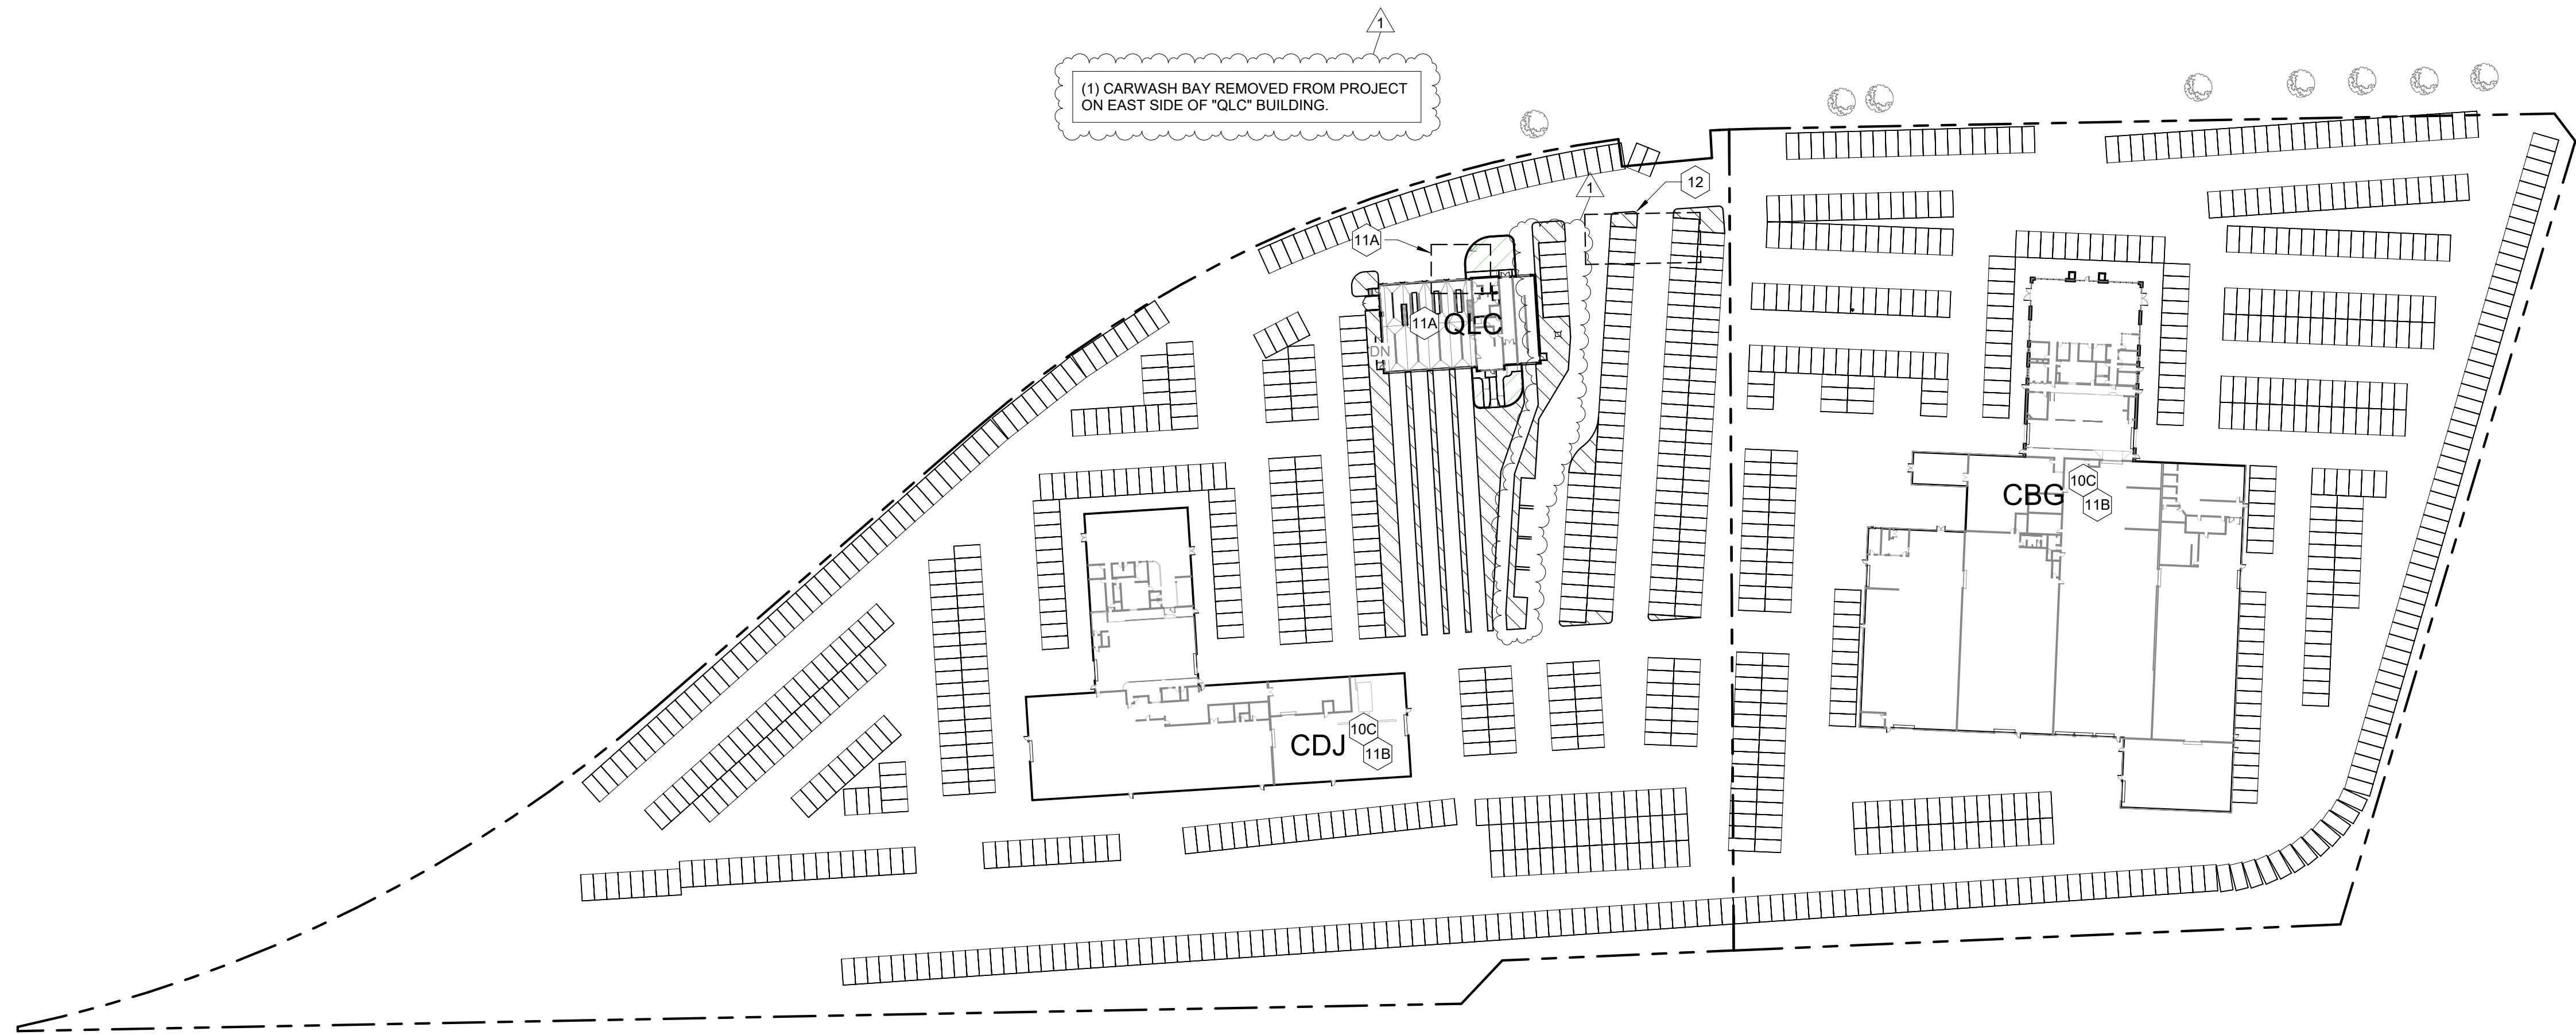 1
(1) CARWASH BAY REMOVED FROM PROJECT
ON EAST SIDE OF "QLC" BUILDING.
1
12
11A
11A
QLC
DN
10C
CBG
11B
10C
CDJ
11B